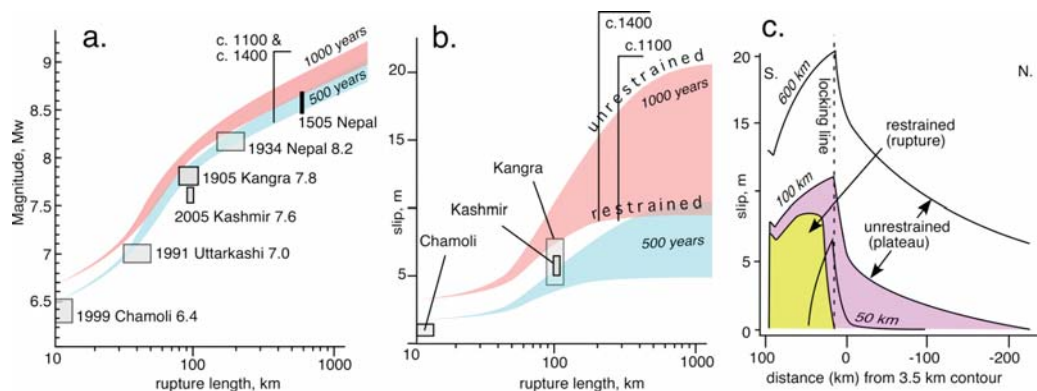 a.
c. 1100 &
c. 1400
1000 years
500 years
9
8.5
8
7.5
7
6.5
Magnitude, Mw
1505 Nepal
1934 Nepal 8.2
1905 Kangra 7.8
2005 Kashmir 7.6
1991 Uttarkashi 7.0
1999 Chamoli 6.4
10
100
1000
rupture length, km
b.
c.1400
c.1100
20
15
10
5
slip, m
unrestrained
1000 years
restrained
500 years
Kangra
Kashmir
Chamoli
10
100
1000
rupture length, km
c.
S.
N.
20
15
10
5
0
slip, m
600 km
locking line
restrained
(rupture)
100 km
unrestrained
(plateau)
50 km
100
0
-100
-200
distance (km) from 3.5 km contour